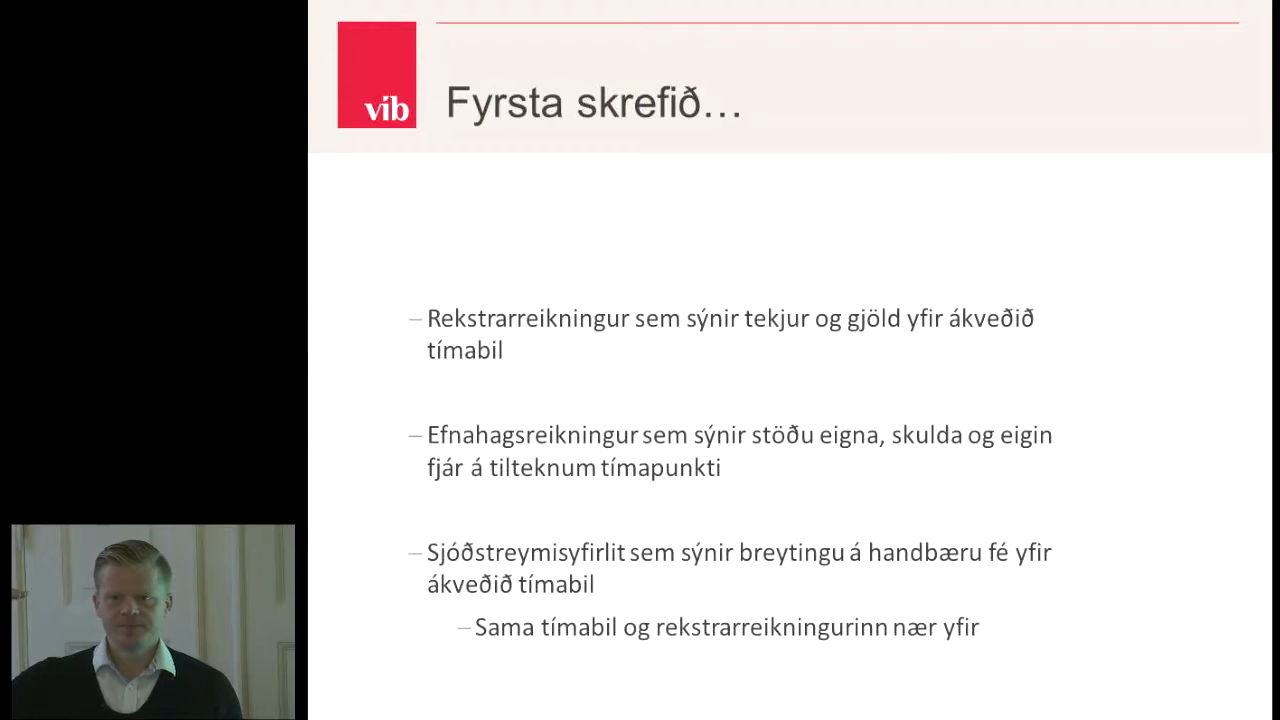 víb
Fyrsta skrefið…
– Rekstrarreikningur sem sýnir tekjur og gjöld yfir ákveðið
tímabil
– Efnahagsreikningur sem sýnir stöðu eigna, skulda og eigin
fjár á tilteknum tímapunkti
– Sjóðstreymisyfirlit sem sýnir breytingu á handbæru fé yfir
ákveðið tímabil
– Sama tímabil og rekstrarreikningurinn nær yfir